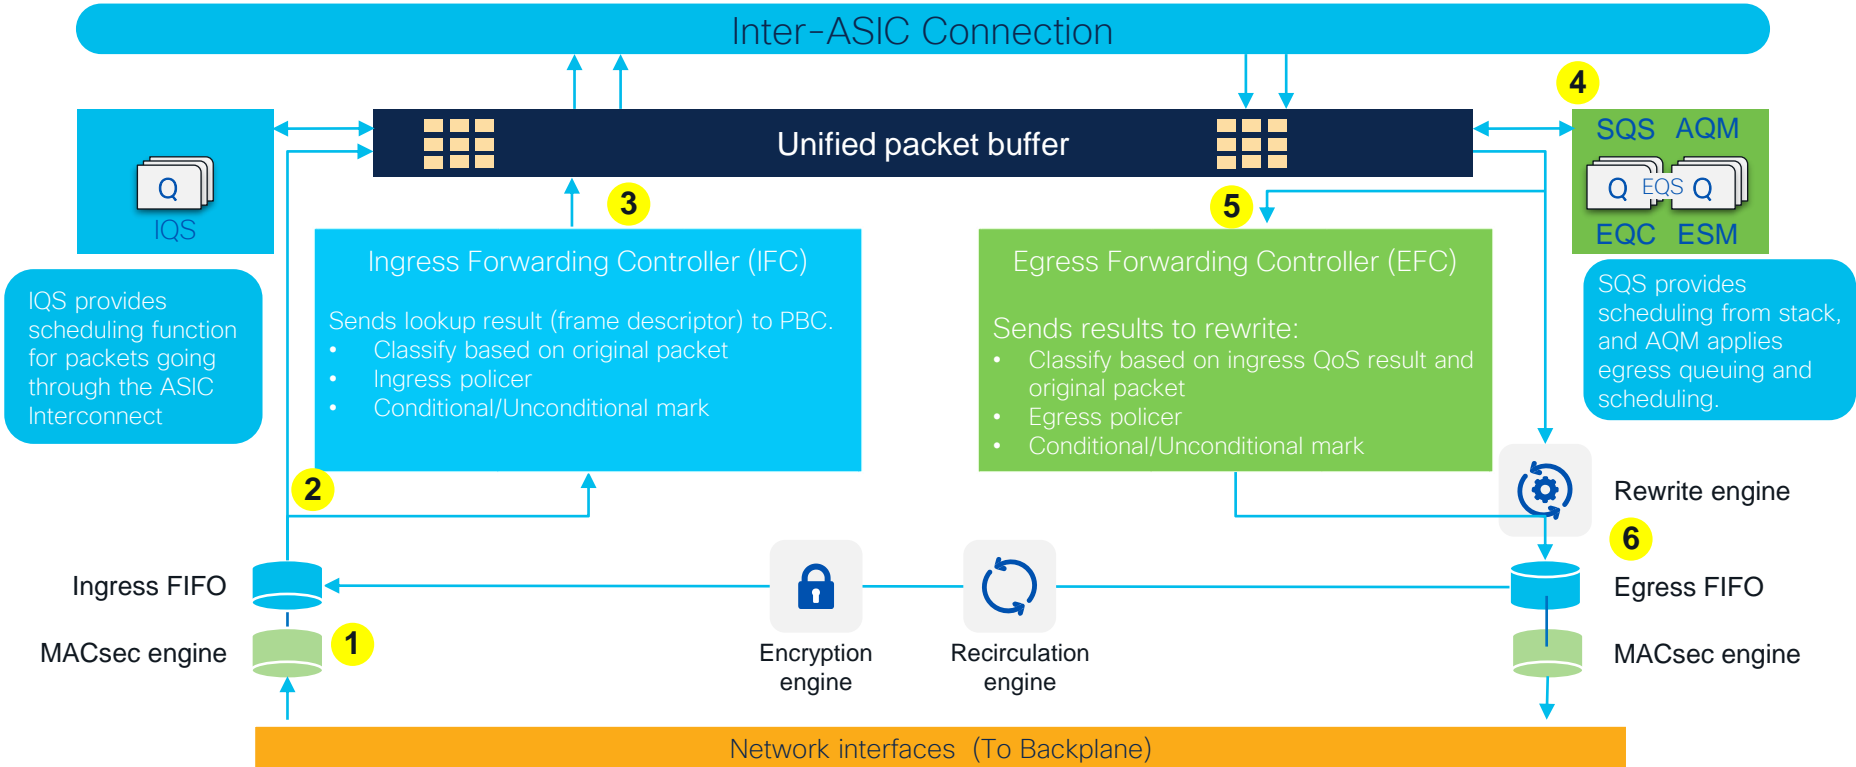 Inter-ASIC Connection
4
Unified packet buffer
SQS AQM
Q
IQS
Q EQS Q
EQC ESM
3
5
Ingress Forwarding Controller (IFC)
Sends lookup result (frame descriptor) to PBC.
• Classify based on original packet
• Ingress policer
• Conditional/Unconditional mark
Egress Forwarding Controller (EFC)
Sends results to rewrite:
• Classify based on ingress QoS result and
original packet
• Egress policer
• Conditional/Unconditional mark
IQS provides
scheduling function
for packets going
through the ASIC
Interconnect
SQS provides
scheduling from stack,
and AQM applies
egress queuing and
scheduling.
2
Rewrite engine
6
Ingress FIFO
Egress FIFO
MACsec engine
1
Encryption
engine
Recirculation
engine
MACsec engine
Network interfaces (To Backplane)